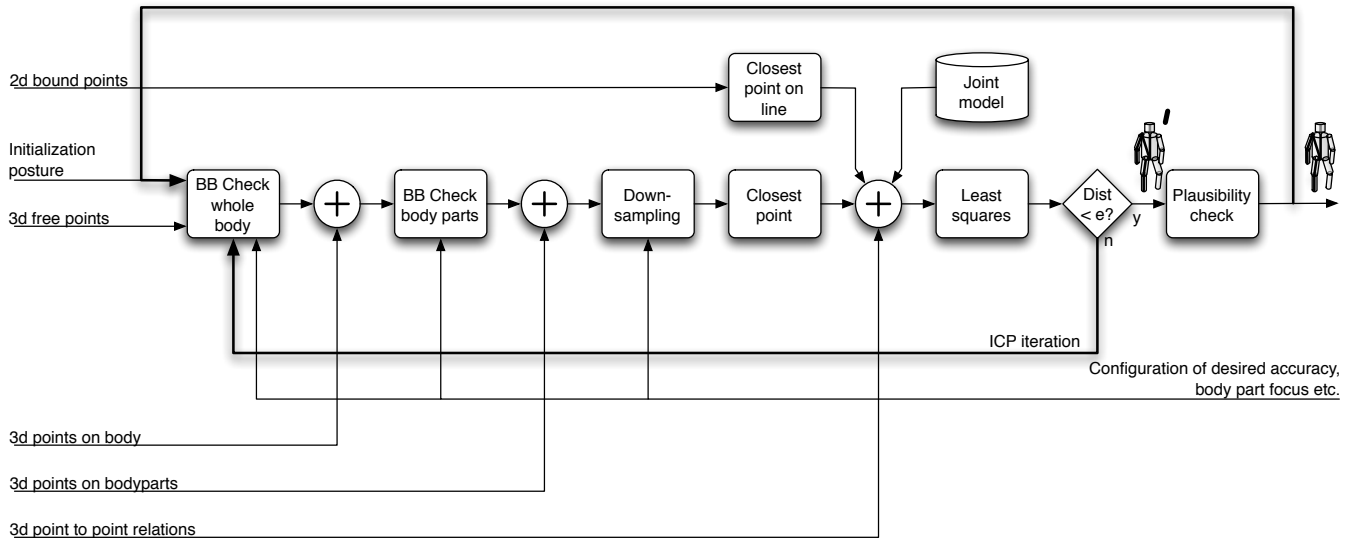 2d bound points
Closest
point on
line
Joint
model
Initialization
posture
3d free points
BB Check
whole
body
+
BB Check
body parts
+
Down-
sampling
Closest
point
+
Least
squares
Dist
< e?
y
n
Plausibility
check
ICP iteration
Configuration of desired accuracy,
body part focus etc.
3d points on body
3d points on bodyparts
3d point to point relations